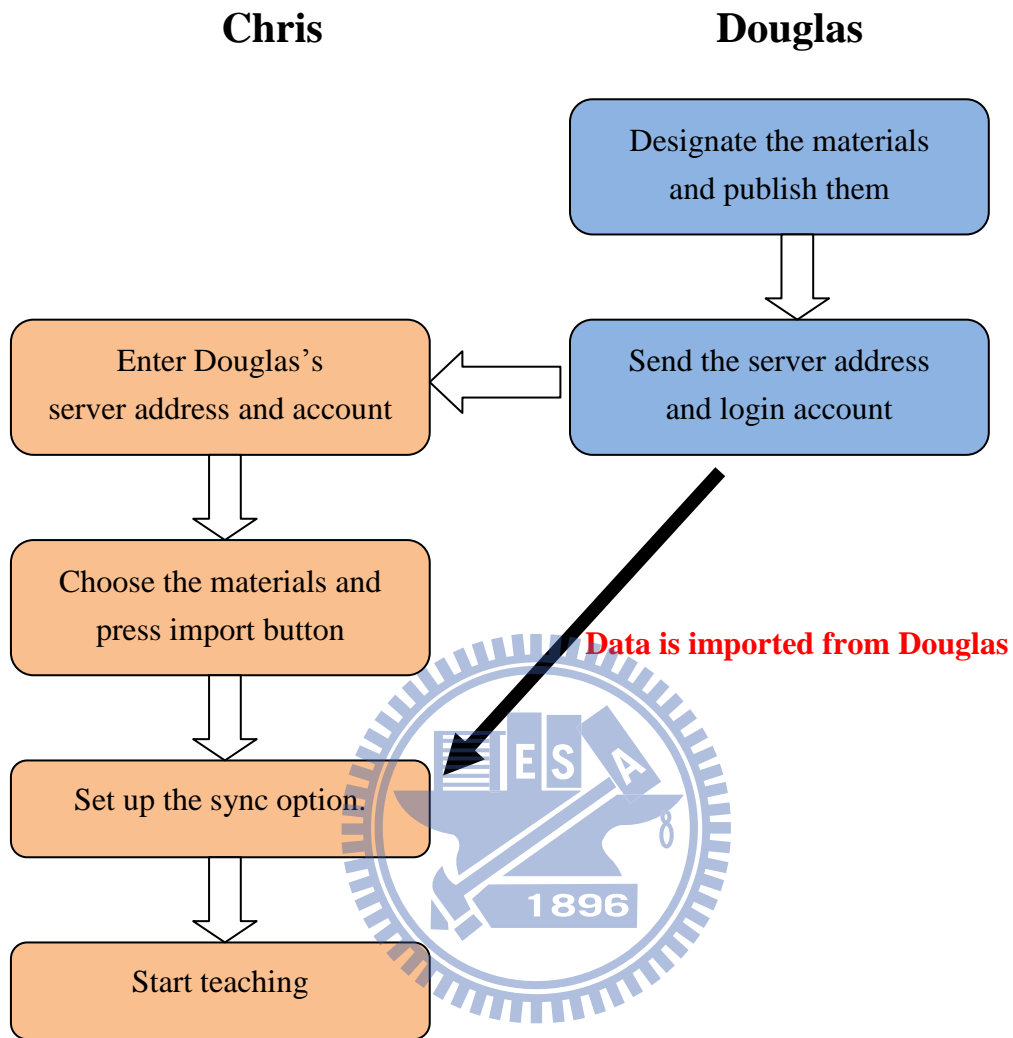 Chris
Douglas
Designate the materials
and publish them
Enter Douglas’s
server address and account
Send the server address
and login account
Choose the materials and
press import button
Data is imported from Douglas
E S A
Set up the sync option.
1896
Start teaching